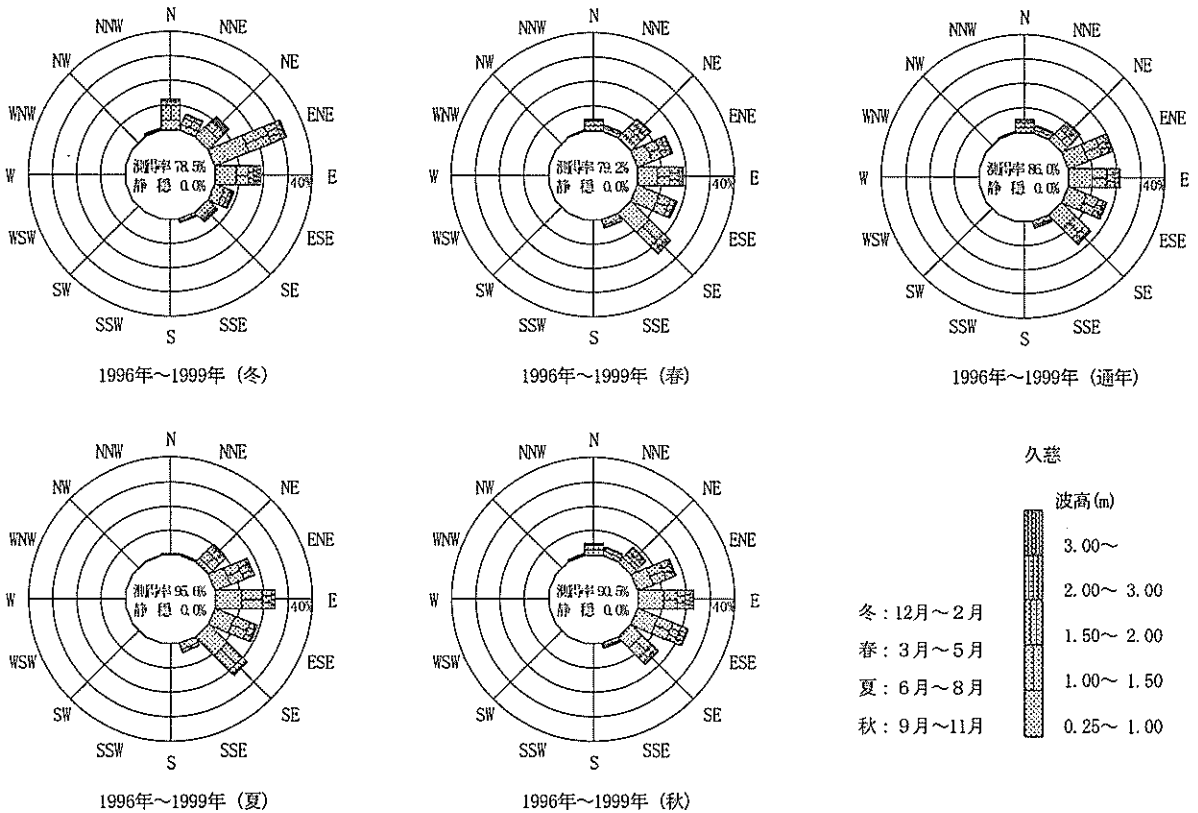 N
NNW
NNE
NW
NE
WNW
ENE
測得率 78.5%
静 穏 0.0%
W
40%
E
WSW
ESE
SW
SE
SSW
SSE
S
1996年～1999年 (冬)
N
NNW
NNE
NW
NE
WNW
ENE
測得率 79.2%
静 穏 0.0%
W
40%
E
WSW
ESE
SW
SE
SSW
SSE
S
1996年～1999年 (春)
N
NNW
NNE
NW
NE
WNW
ENE
測得率 86.0%
静 穏 0.0%
W
40%
E
WSW
ESE
SW
SE
SSW
SSE
S
1996年～1999年 (通年)
N
NNW
NNE
NW
NE
WNW
ENE
測得率 95.6%
静 穏 0.0%
W
40%
E
WSW
ESE
SW
SE
SSW
SSE
S
1996年～1999年 (夏)
N
NNW
NNE
NW
NE
WNW
ENE
測得率 90.5%
静 穏 0.0%
W
40%
E
WSW
ESE
SW
SE
SSW
SSE
S
1996年～1999年 (秋)
冬：12月～2月
春：3月～5月
夏：6月～8月
秋：9月～11月
久慈
波高(m)
3.00～
2.00～ 3.00
1.50～ 2.00
1.00～ 1.50
0.25～ 1.00